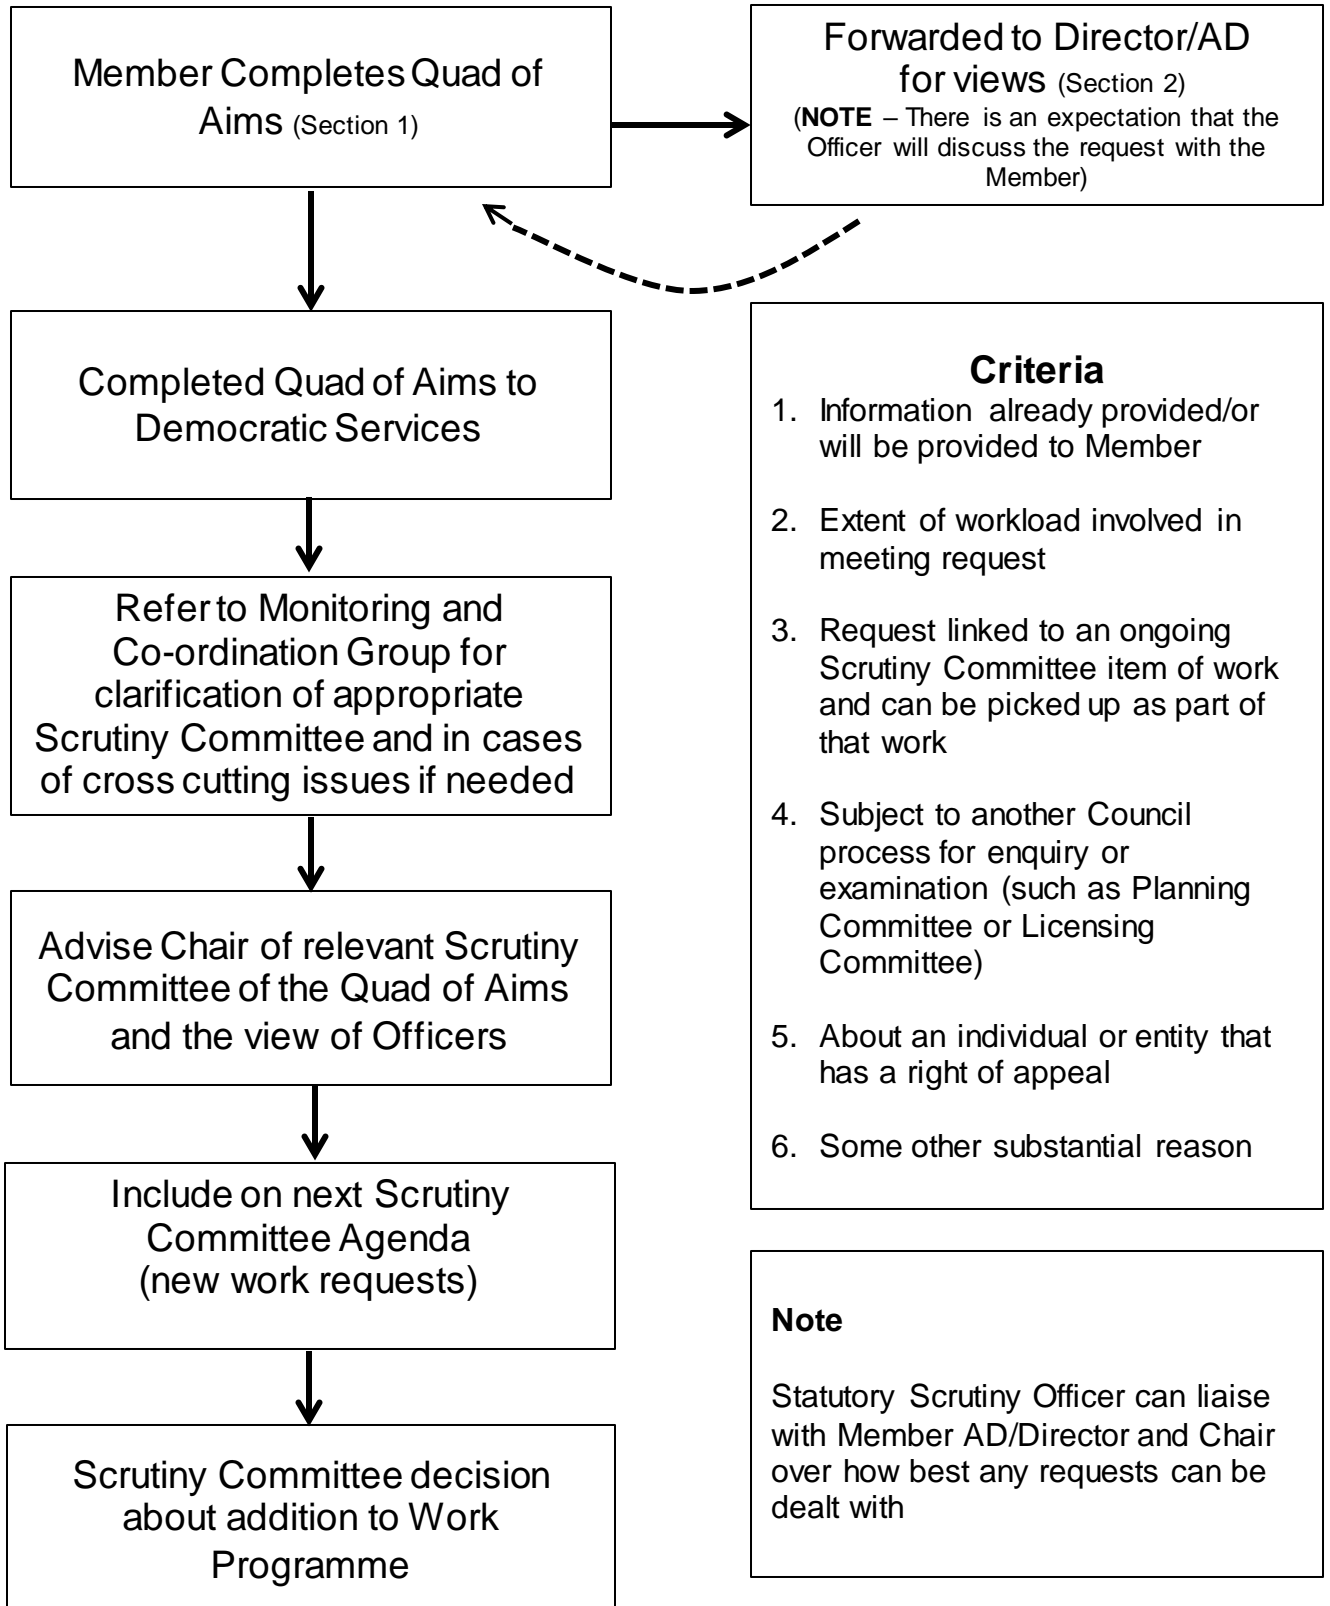 Member Completes Quad of
Aims (Section 1)
Forwarded to Director/AD
for views (Section 2)
(NOTE – There is an expectation that the
Officer will discuss the request with the
Member)
Completed Quad of Aims to
Democratic Services
Refer to Monitoring and
Co-ordination Group for
clarification of appropriate
Scrutiny Committee and in cases
of cross cutting issues if needed
Advise Chair of relevant Scrutiny
Committee of the Quad of Aims
and the view of Officers
Include on next Scrutiny
Committee Agenda
(new work requests)
Scrutiny Committee decision
about addition to Work
Programme
Criteria
1. Information already provided/or
will be provided to Member
2. Extent of workload involved in
meeting request
3. Request linked to an ongoing
Scrutiny Committee item of work
and can be picked up as part of
that work
4. Subject to another Council
process for enquiry or
examination (such as Planning
Committee or Licensing
Committee)
5. About an individual or entity that
has a right of appeal
6. Some other substantial reason
Note
Statutory Scrutiny Officer can liaise
with Member AD/Director and Chair
over how best any requests can be
dealt with